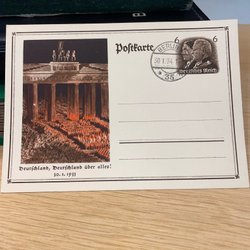 Postkarte
BERLIN
30.1.34.
6 6
Deutsches Reich
Deutschland, Deutschland über alles!
30.1.1933